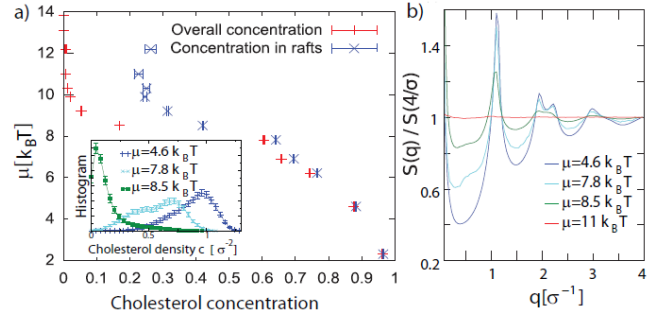 a)
Overall concentration
Concentration in rafts
μ[k_BT]
14
12
10
8
6
4
2
Histogram
μ=4.6 k_BT
μ=7.8 k_BT
μ=8.5 k_BT
0 0.5 1
Cholesterol density c [σ^-2]
0 0.1 0.2 0.3 0.4 0.5 0.6 0.7 0.8 0.9 1
Cholesterol concentration
b)
S(q) / S(4/σ)
1.4
1
0.6
0.2
μ=4.6 k_BT
μ=7.8 k_BT
μ=8.5 k_BT
μ=11 k_BT
0 1 2 3 4
q[σ^-1]